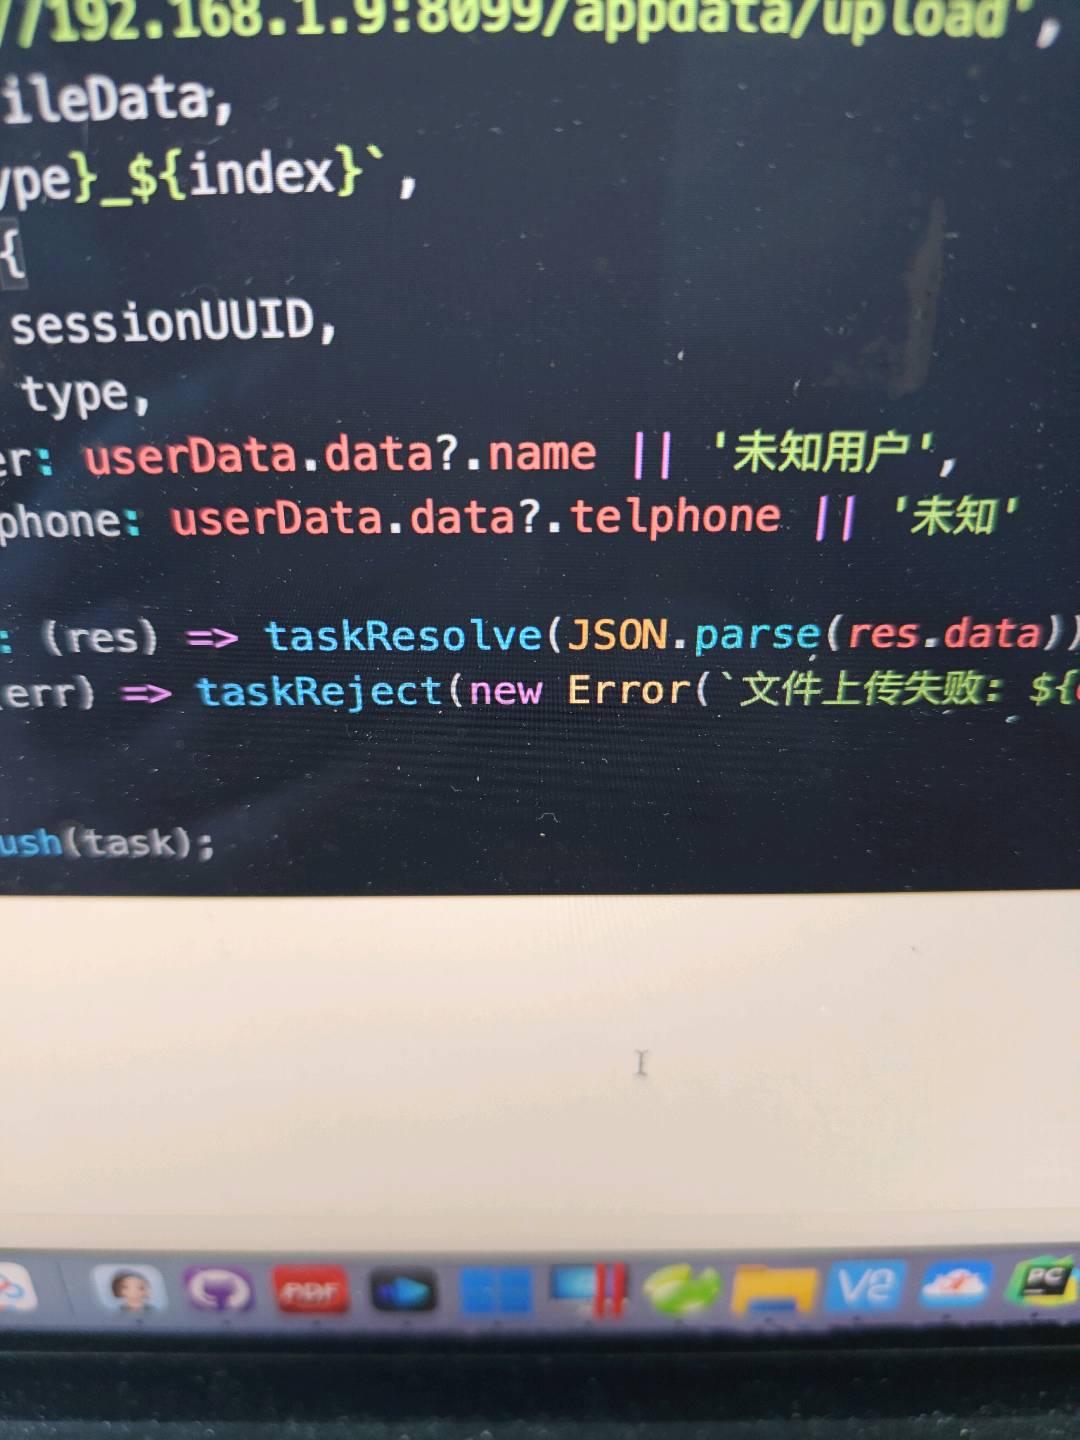 //192.168.1.9:8099/appdata/upload',
ileData,
ype}_${index}`,
{
sessionUUID,
type,
er: userData.data?.name || '未知用户',
phone: userData.data?.telphone || '未知'
: (res) => taskResolve(JSON.parse(res.data))
(err) => taskReject(new Error(`文件上传失败: ${
ush(task);
PDF
PC